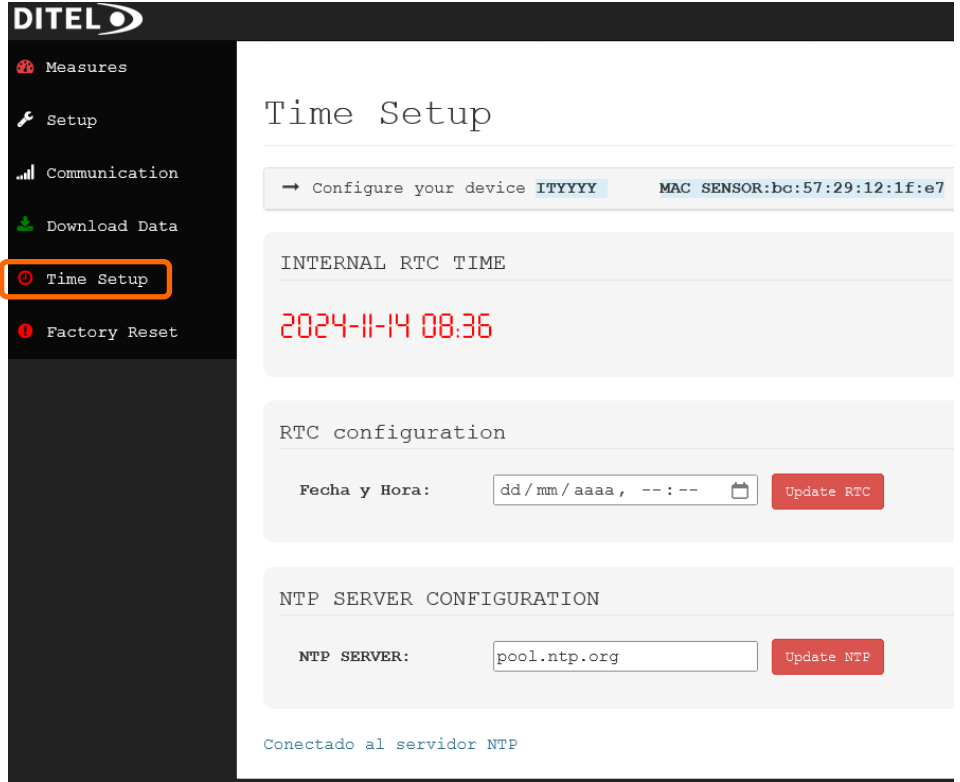 DITEL
Measures
Setup
Communication
Download Data
Time Setup
Factory Reset
Time Setup
→ Configure your device ITYYYY MAC SENSOR:bc:57:29:12:1f:e7
INTERNAL RTC TIME
2024-11-14 08:36
RTC configuration
Fecha y Hora: dd/mm/aaaa, --:-- Update RTC
NTP SERVER CONFIGURATION
NTP SERVER: pool.ntp.org Update NTP
Conectado al servidor NTP